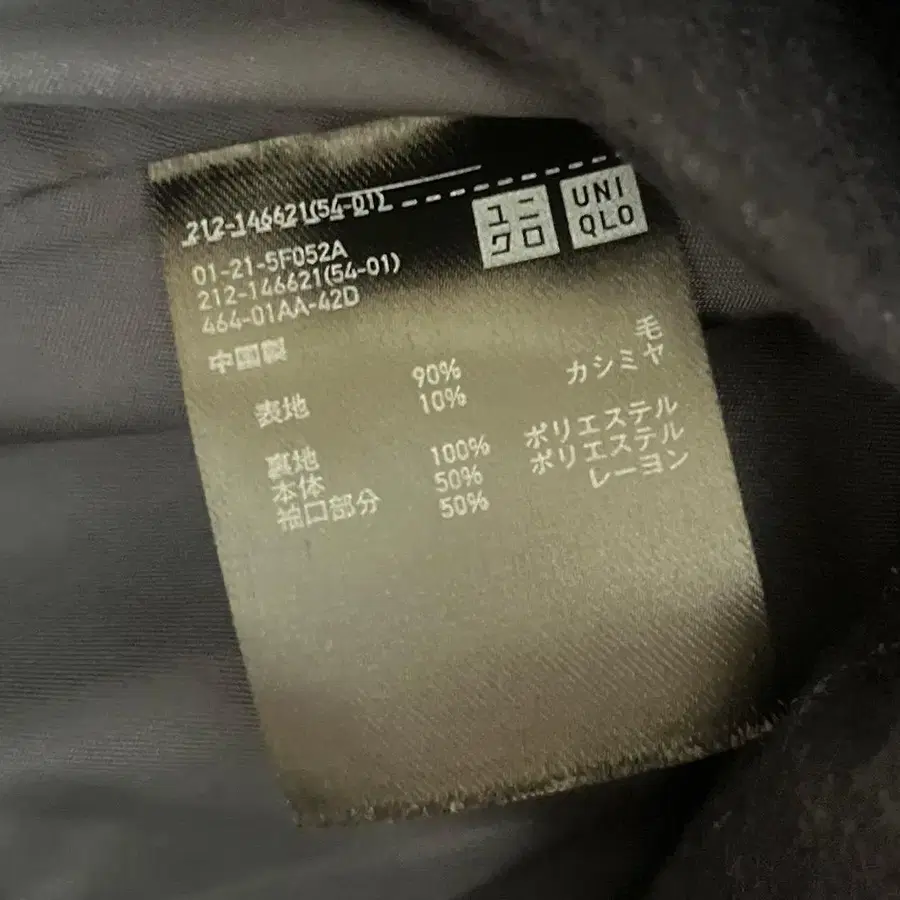 212-146621(54-01)
ユニクロ
UNIQLO
01-21-5F052A
212-146621(54-01)
464-01AA-42D
中国製
表地 90% 毛
10% カシミヤ
裏地
本体 100% ポリエステル
袖口部分 50% ポリエステル
50% レーヨン